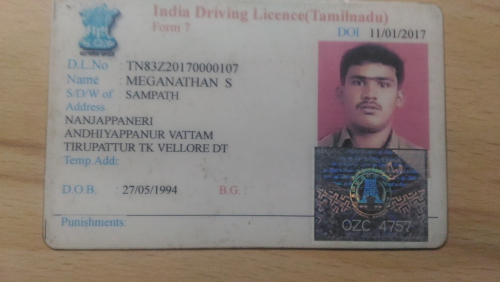 India Driving Licence(Tamilnadu)
Form 7
DOI 11/01/2017
D.L.No : TN83Z20170000107
Name : MEGANATHAN S
S/D/W of : SAMPATH
Address
NANJAPPANERI
ANDHIYAPPANUR VATTAM
TIRUPATTUR TK VELLORE DT
Temp.Add:
D.O.B. : 27/05/1994 B.G. :
Punishments:
OZC 4757